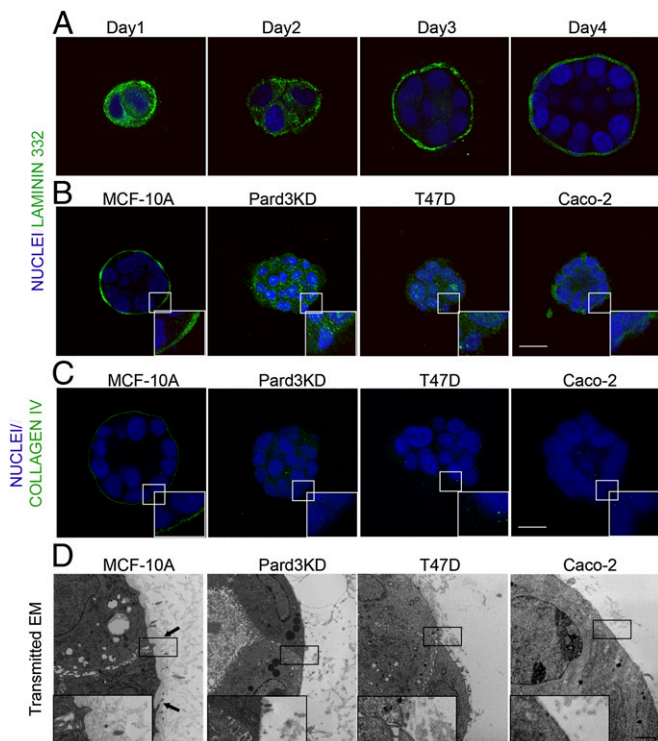 A
Day1 Day2 Day3 Day4
NUCLEI LAMININ 332
B
MCF-10A Pard3KD T47D Caco-2
C
MCF-10A Pard3KD T47D Caco-2
NUCLEI/
COLLAGEN IV
D
MCF-10A Pard3KD T47D Caco-2
Transmitted EM